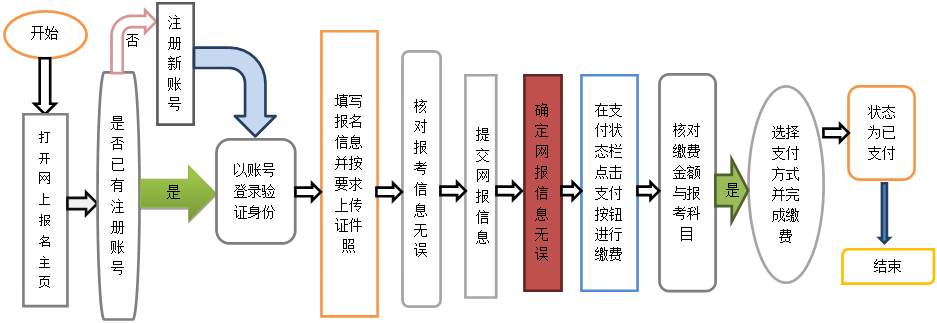 开始
打开网上报名主页
是否已有注册账号
否
注册新账号
是
以账号
登录验
证身份
填写
报名
信息
并按
要求
上传
证件
照
核对报考信息无误
提交网报信息
确定网报信息无误
在支
付状
态栏
点击
支付
按钮
进行
缴费
核对
缴费
金额
与报
考科
目
是
选择
支付
方式
并完
成缴
费
状态
为已
支付
结束